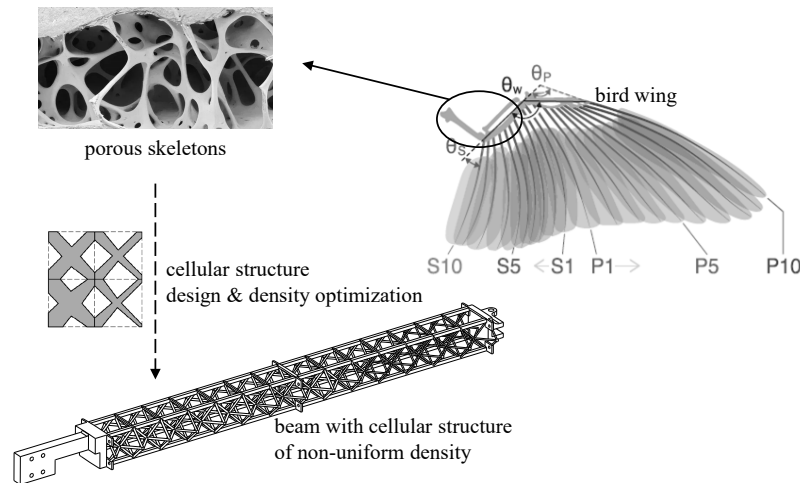 θP
θw
bird wing
porous skeletons
θS
S10
S5
S1
P1
P5
P10
cellular structure
design & density optimization
beam with cellular structure
of non-uniform density